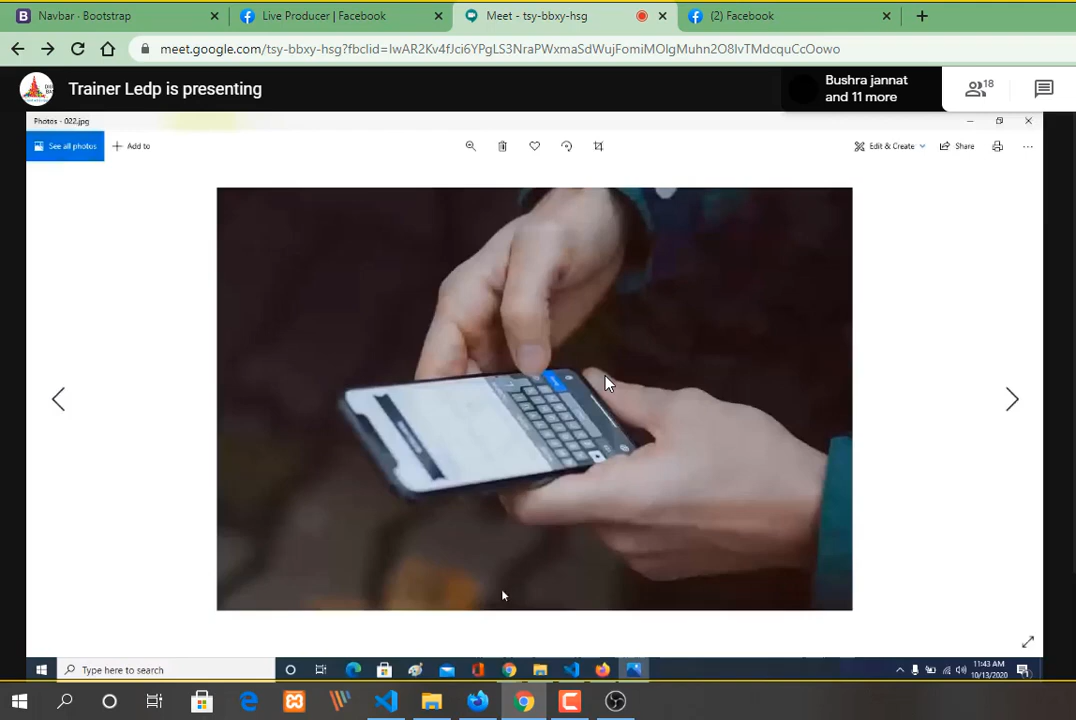 Navbar · Bootstrap
Live Producer | Facebook
Meet - tsy-bbxy-hsg
(2) Facebook
meet.google.com/tsy-bbxy-hsg?fbclid=IwAR2Kv4fJci6YPgLS3NraPWxmaSdWujFomiMOlgMuhn2O8IvTMdcquCcOowo
Trainer Ledp is presenting
Bushra jannat
and 11 more
18
Photos - 022.jpg
See all photos
Add to
Edit & Create
Share
Type here to search
11:43 AM
10/13/2020